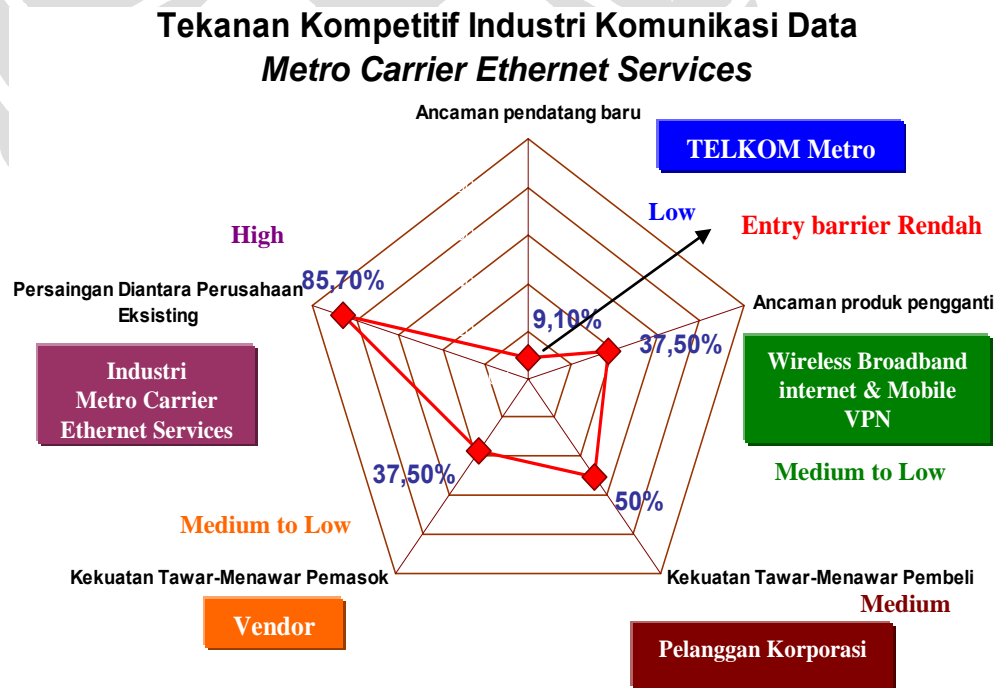 Tekanan Kompetitif Industri Komunikasi Data
Metro Carrier Ethernet Services
Ancaman pendatang baru
TELKOM Metro
Low
Entry barrier Rendah
High
85,70%
Persaingan Diantara Perusahaan
Eksisting
9,10%
Ancaman produk pengganti
37,50%
Industri
Metro Carrier
Ethernet Services
Wireless Broadband
internet & Mobile
VPN
Medium to Low
37,50%
50%
Medium to Low
Kekuatan Tawar-Menawar Pemasok
Kekuatan Tawar-Menawar Pembeli
Medium
Vendor
Pelanggan Korporasi